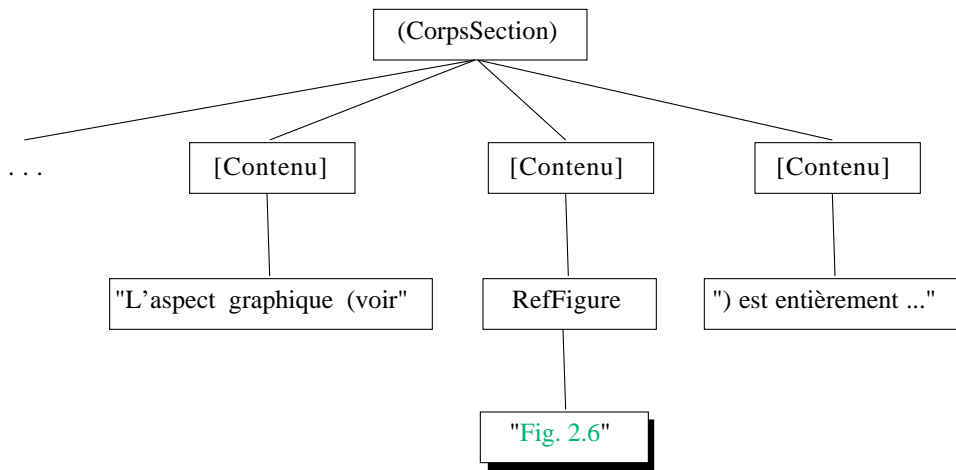 (CorpsSection)
. . .
[Contenu]
[Contenu]
[Contenu]
"L'aspect graphique (voir"
RefFigure
") est entièrement ..."
"Fig. 2.6"